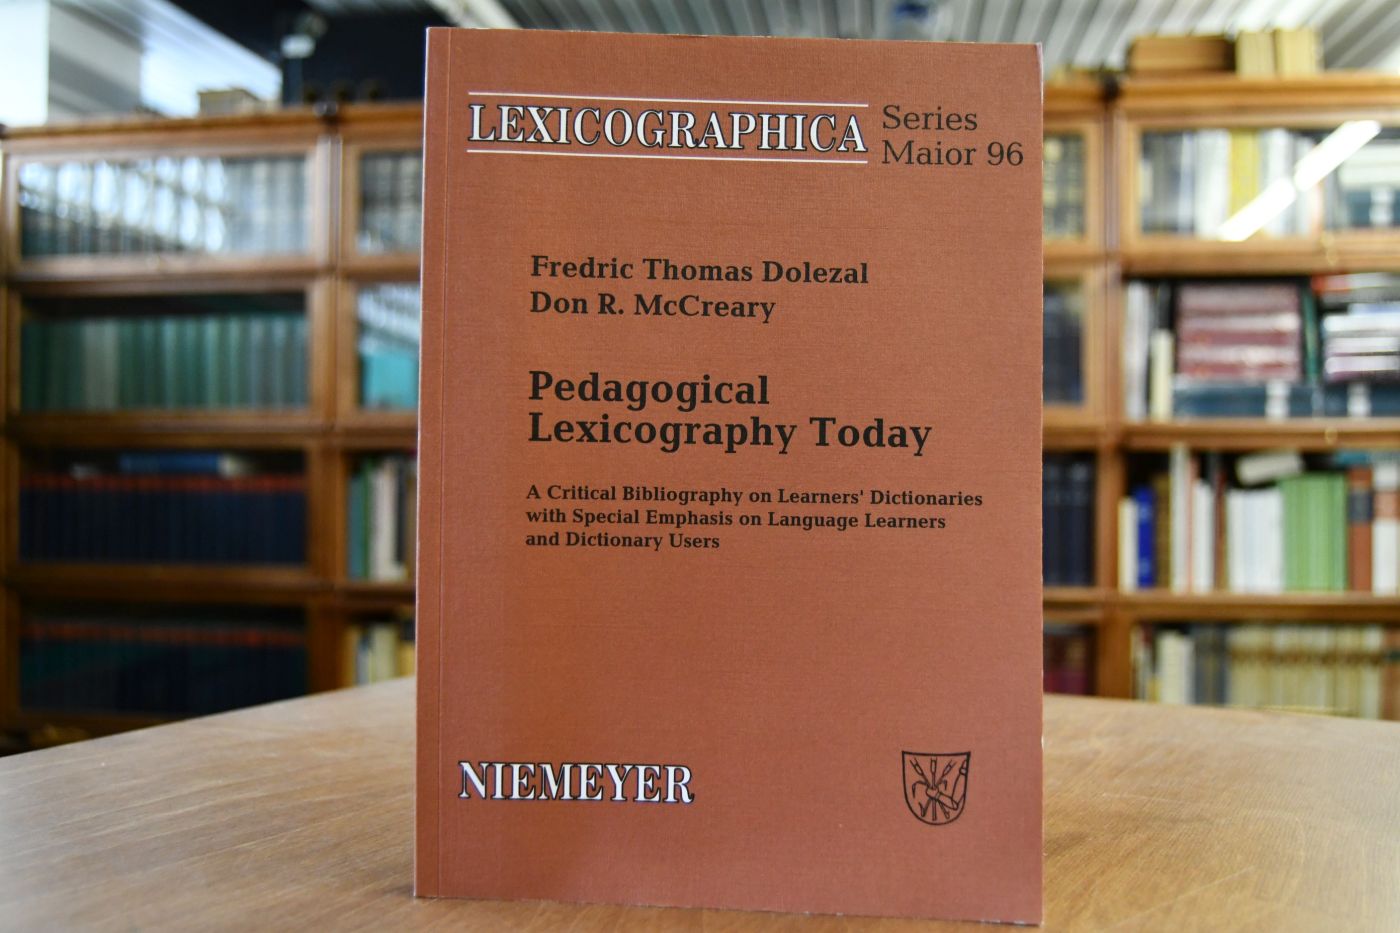 LEXICOGRAPHICA
Series
Maior 96
Fredric Thomas Dolezal
Don R. McCreary
Pedagogical
Lexicography Today
A Critical Bibliography on Learners' Dictionaries
with Special Emphasis on Language Learners
and Dictionary Users
NIEMEYER